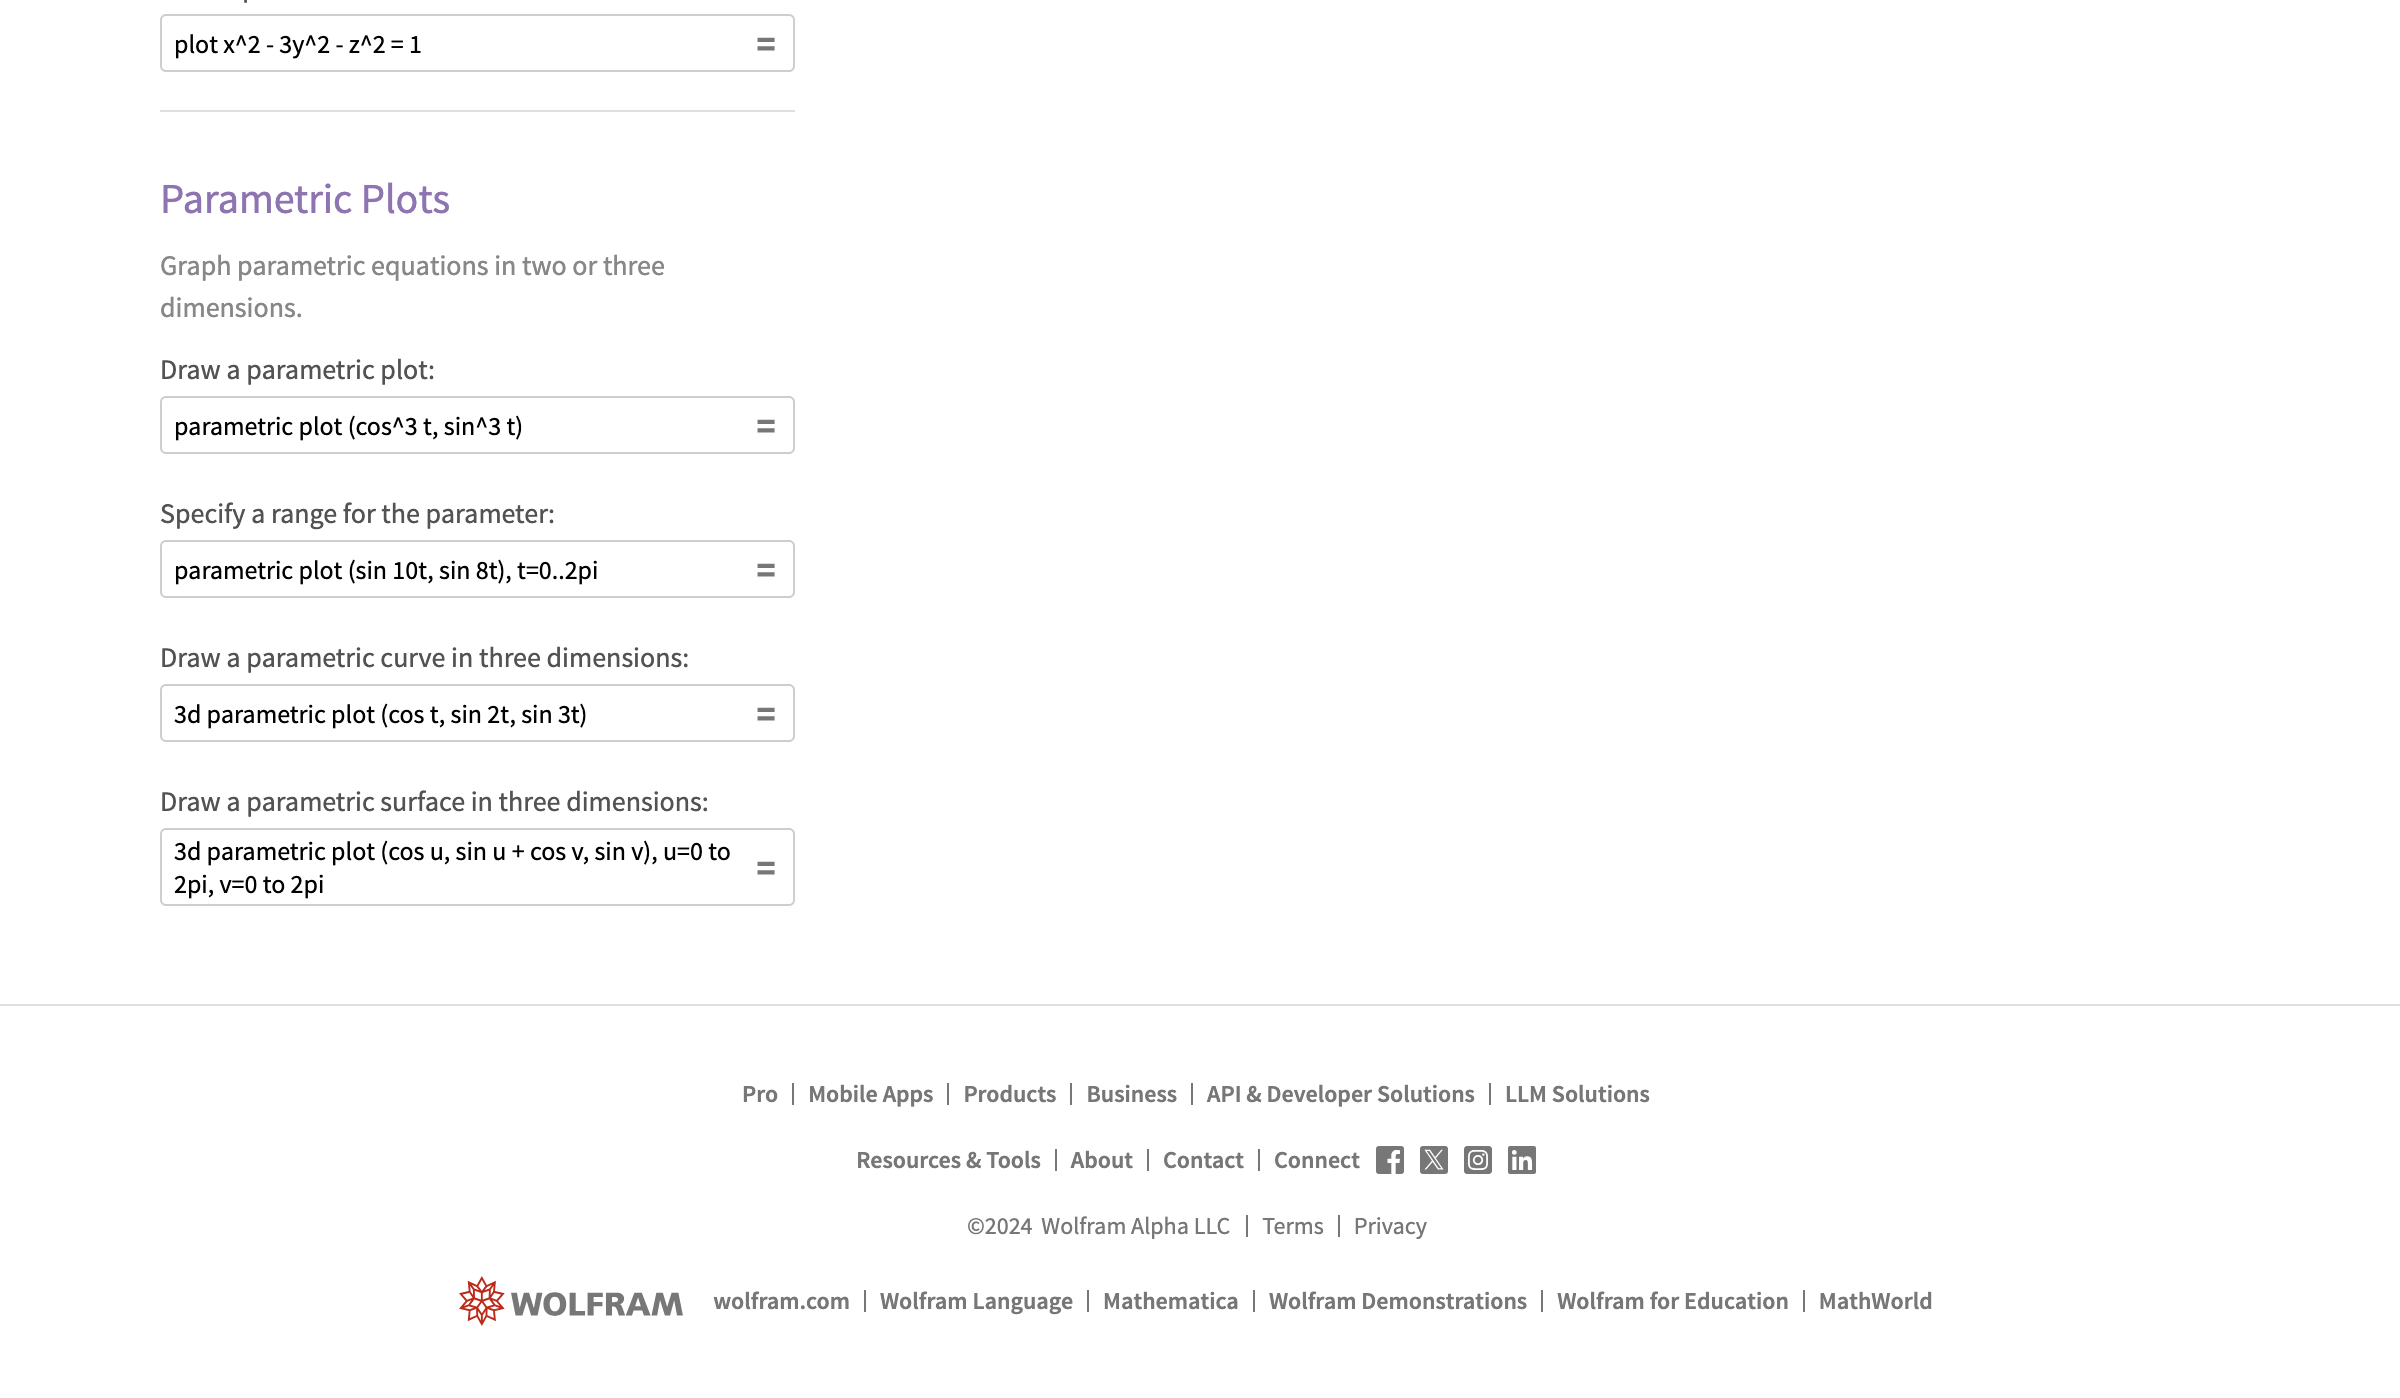 plot x^2 - 3y^2 - z^2 = 1
Parametric Plots
Graph parametric equations in two or three
dimensions.
Draw a parametric plot:
parametric plot (cos^3 t, sin^3 t)
Specify a range for the parameter:
parametric plot (sin 10t, sin 8t), t=0..2pi
Draw a parametric curve in three dimensions:
3d parametric plot (cos t, sin 2t, sin 3t)
Draw a parametric surface in three dimensions:
3d parametric plot (cos u, sin u + cos v, sin v), u=0 to
2pi, v=0 to 2pi
Pro | Mobile Apps | Products | Business | API & Developer Solutions | LLM Solutions
Resources & Tools | About | Contact | Connect
©2024 Wolfram Alpha LLC | Terms | Privacy
WOLFRAM wolfram.com | Wolfram Language | Mathematica | Wolfram Demonstrations | Wolfram for Education | MathWorld